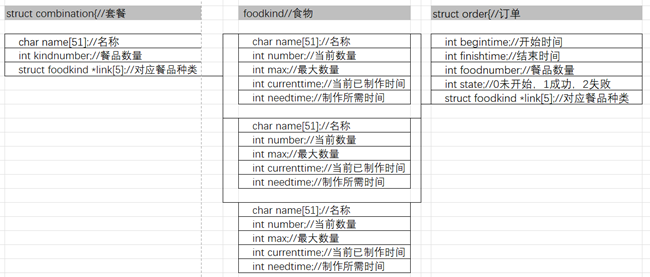 struct combination{//套餐
char name[51];//名称
int kindnumber;//餐品数量
struct foodkind *link[5];//对应餐品种类
foodkind//食物
char name[51];//名称
int number;//当前数量
int max;//最大数量
int currenttime;//当前已制作时间
int needtime;//制作所需时间
char name[51];//名称
int number;//当前数量
int max;//最大数量
int currenttime;//当前已制作时间
int needtime;//制作所需时间
char name[51];//名称
int number;//当前数量
int max;//最大数量
int currenttime;//当前已制作时间
int needtime;//制作所需时间
struct order{//订单
int begintime;//开始时间
int finishtime;//结束时间
int foodnumber;//餐品数量
int state;//0未开始，1成功，2失败
struct foodkind *link[5];//对应餐品种类